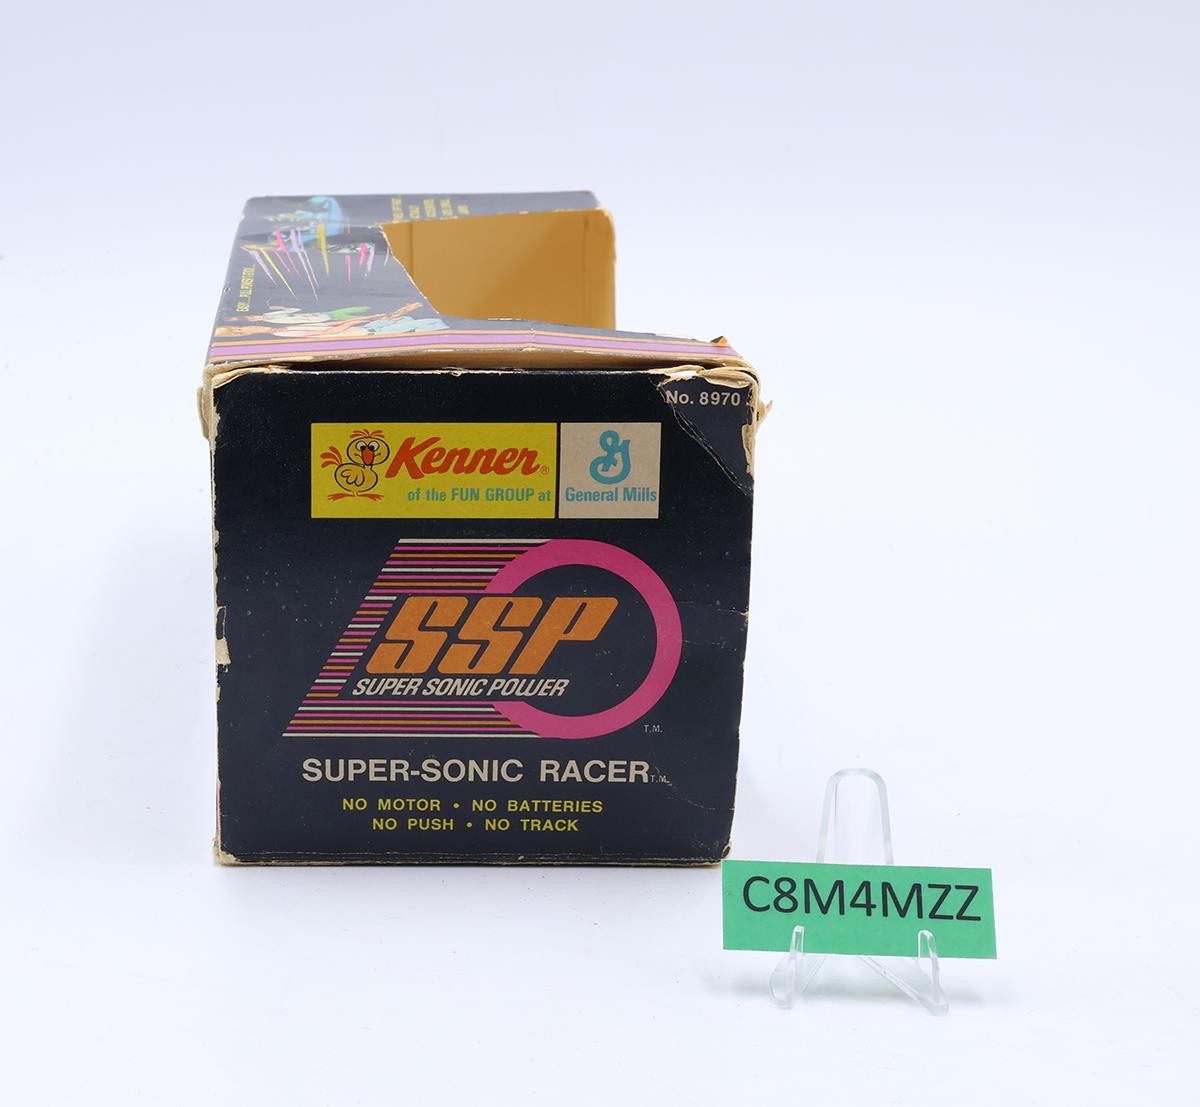 No. 8970
Kenner®
of the FUN GROUP at
General Mills
SSP
SUPER SONIC POWER
T.M.
SUPER-SONIC RACER T.M.
NO MOTOR • NO BATTERIES
NO PUSH • NO TRACK
C8M4MZZ